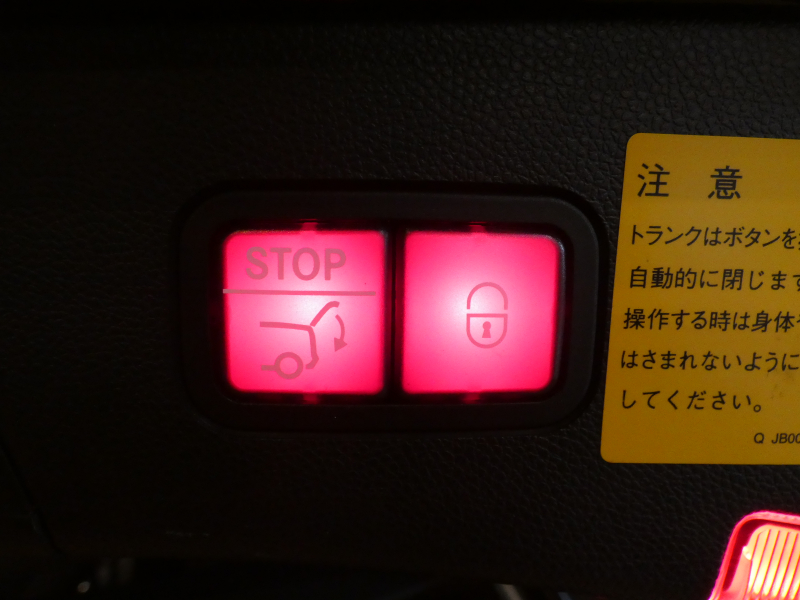 STOP
注意
トランクはボタンを
自動的に閉じます
操作する時は身体
はさまれないように
してください。
Q JB00